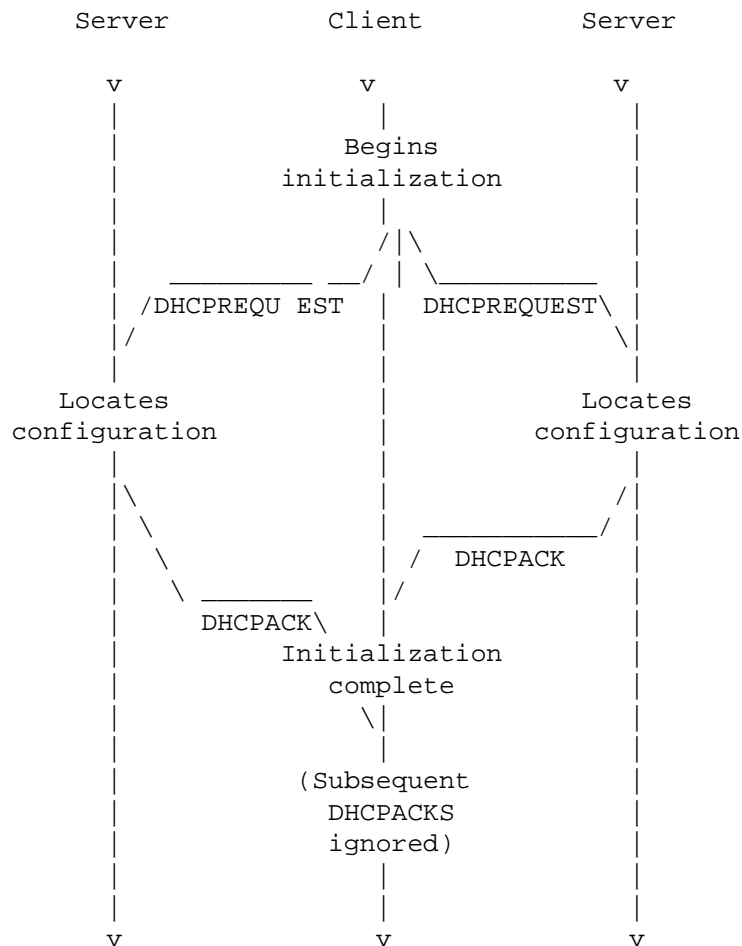 Server Client Server
v v v
Begins
initialization
DHCPREQU EST DHCPREQUEST
Locates Locates
configuration configuration
DHCPACK
DHCPACK
Initialization
complete
(Subsequent
DHCPACKS
ignored)
v v v